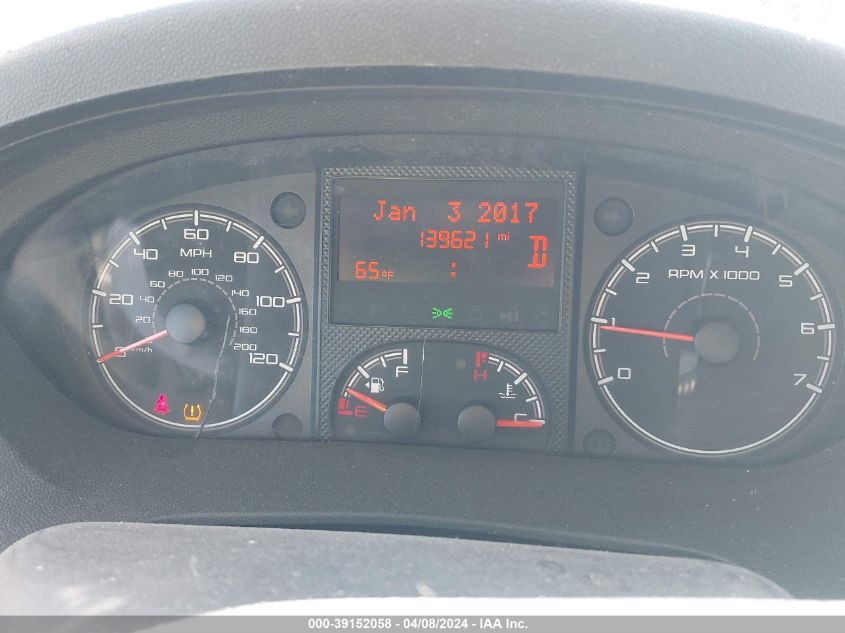 Jan 3 2017
139621 mi
D
65°F :
MPH
0 20 40 60 80 100 120
km/h
20 40 60 80 100 120 140 160 180 200
F
E
H
C
RPM X 1000
0 1 2 3 4 5 6 7
000-39152058 - 04/08/2024 - IAA Inc.